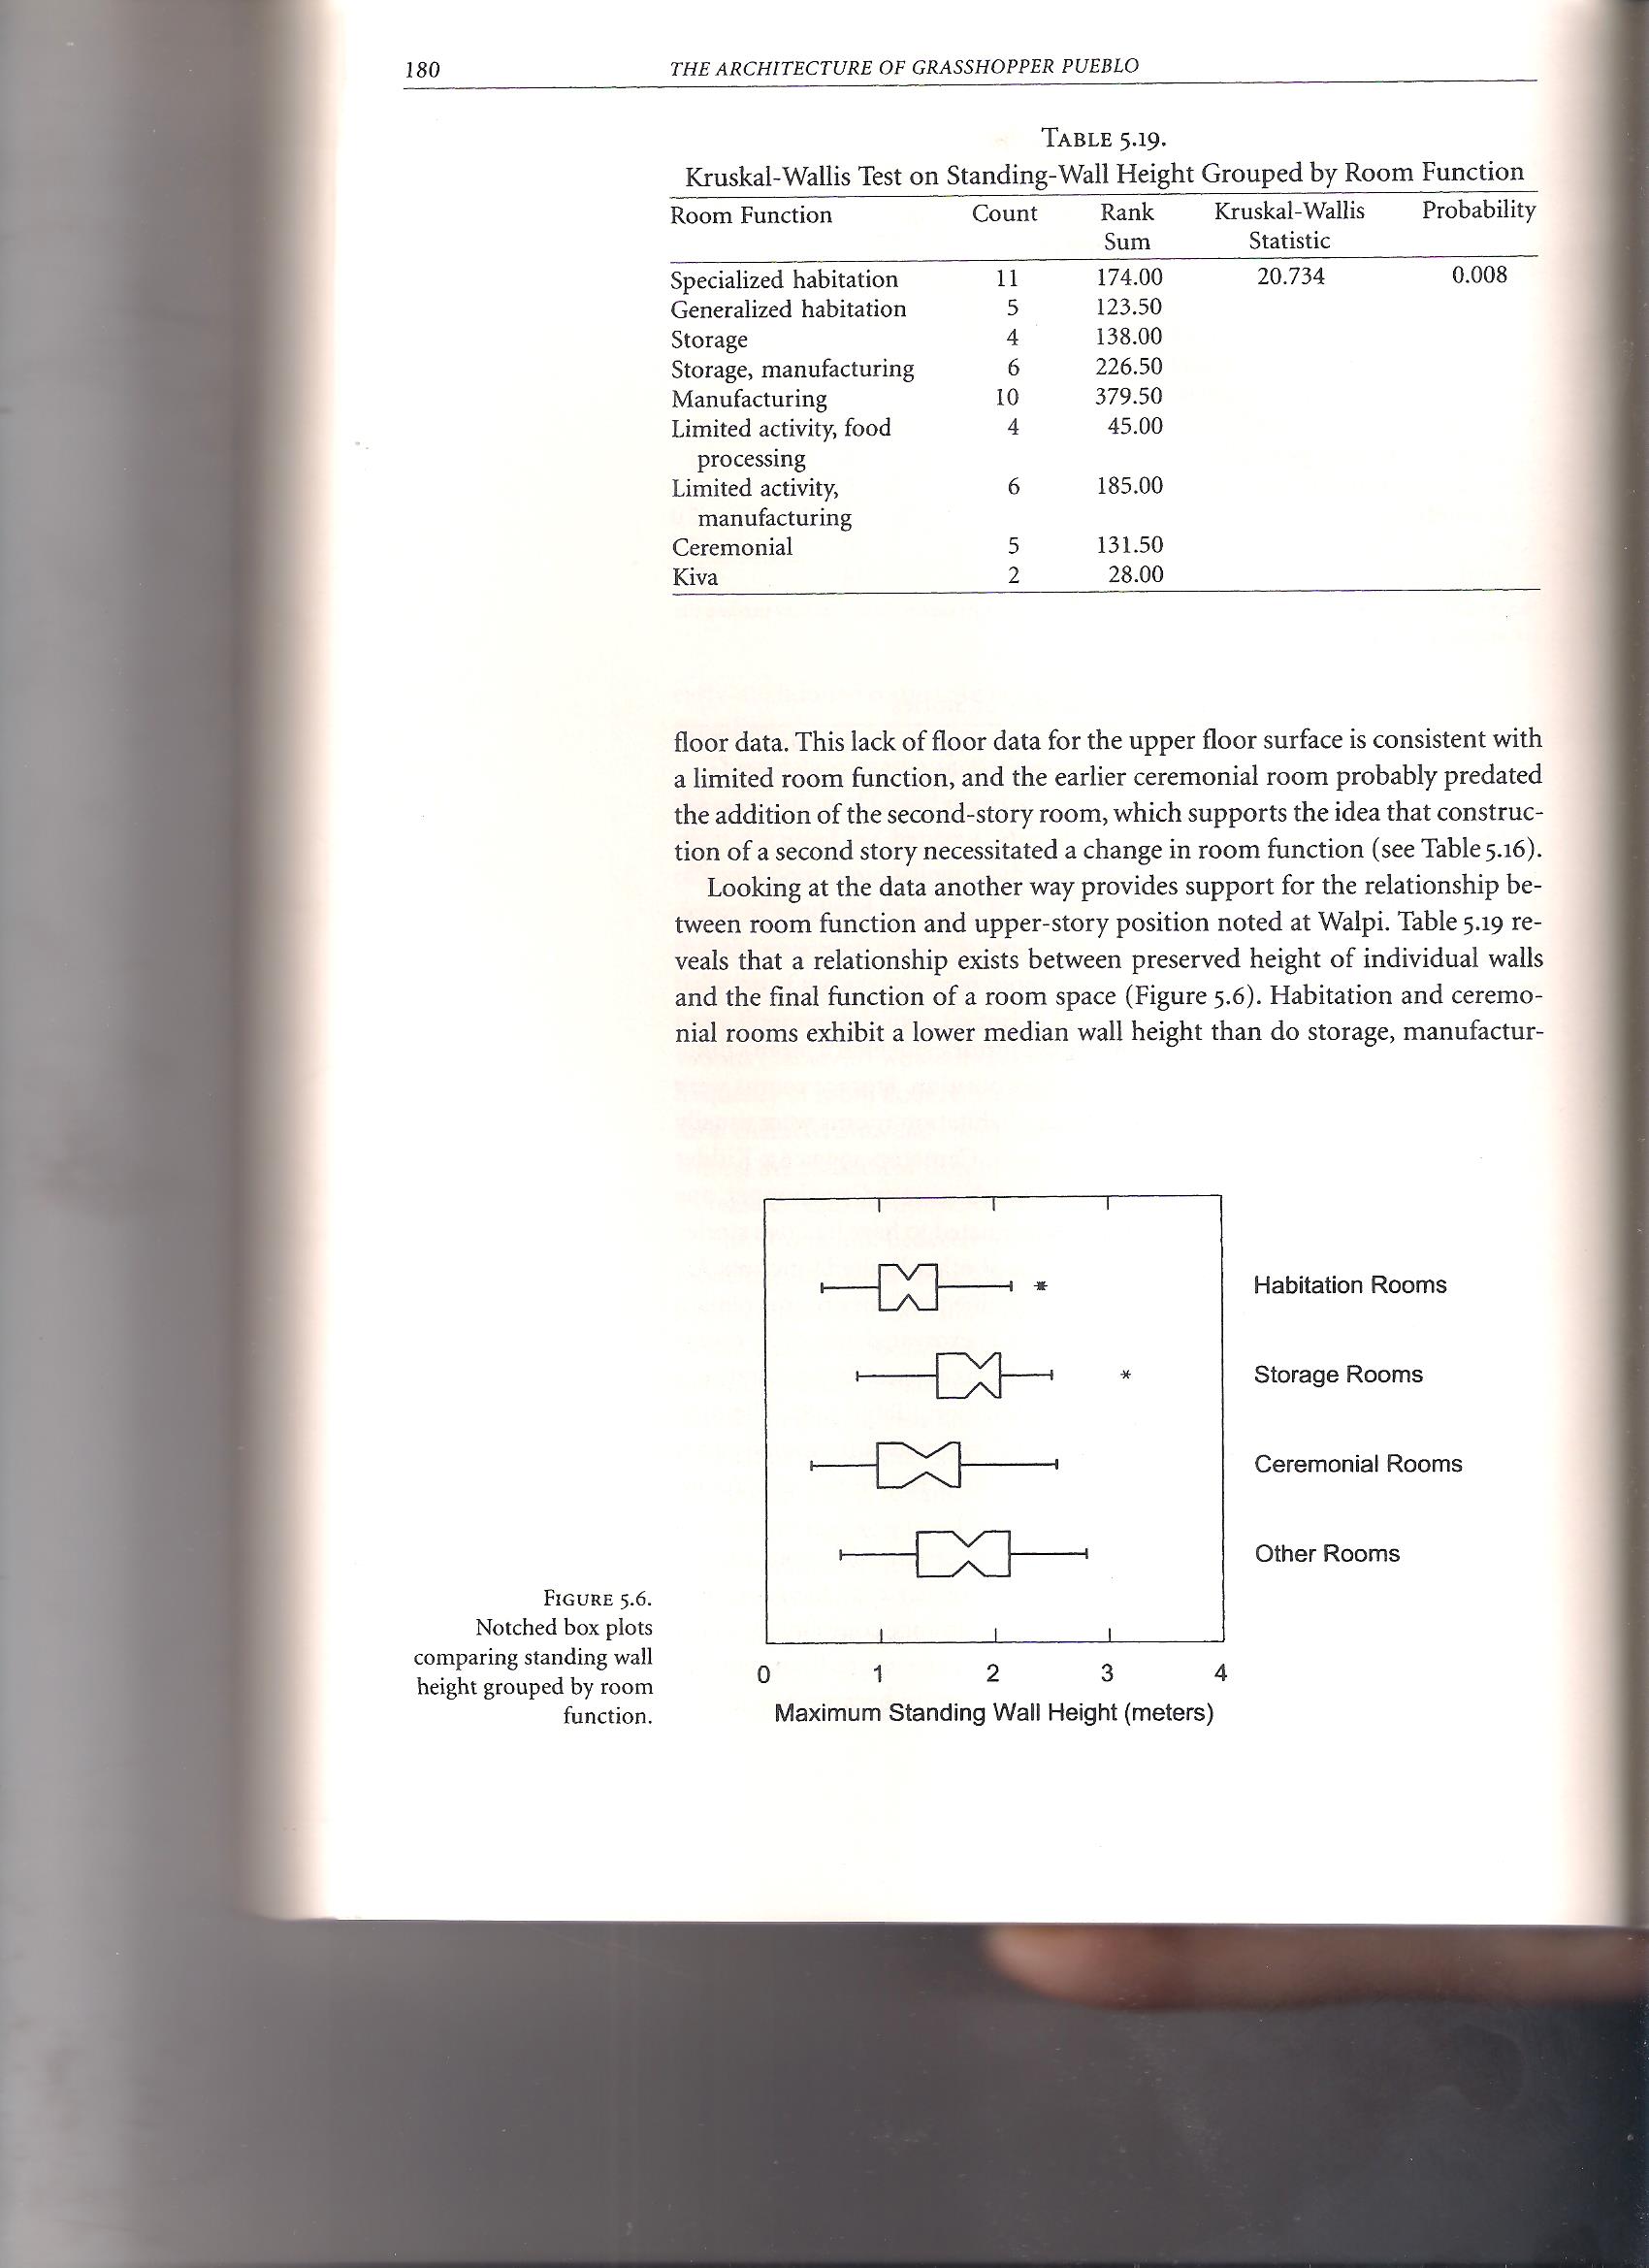 180 THE ARCHITECTURE OF GRASSHOPPER PUEBLO
TABLE 5.19.
Kruskal-Wallis Test on Standing-Wall Height Grouped by Room Function
Room Function Count Rank Sum Kruskal-Wallis Statistic Probability
Specialized habitation 11 174.00 20.734 0.008
Generalized habitation 5 123.50
Storage 4 138.00
Storage, manufacturing 6 226.50
Manufacturing 10 379.50
Limited activity, food 4 45.00
processing
Limited activity, 6 185.00
manufacturing
Ceremonial 5 131.50
Kiva 2 28.00
floor data. This lack of floor data for the upper floor surface is consistent with
a limited room function, and the earlier ceremonial room probably predated
the addition of the second-story room, which supports the idea that construc-
tion of a second story necessitated a change in room function (see Table 5.16).
Looking at the data another way provides support for the relationship be-
tween room function and upper-story position noted at Walpi. Table 5.19 re-
veals that a relationship exists between preserved height of individual walls
and the final function of a room space (Figure 5.6). Habitation and ceremo-
nial rooms exhibit a lower median wall height than do storage, manufactur-
Habitation Rooms
Storage Rooms
Ceremonial Rooms
Other Rooms
0 1 2 3 4
Maximum Standing Wall Height (meters)
FIGURE 5.6.
Notched box plots
comparing standing wall
height grouped by room
function.